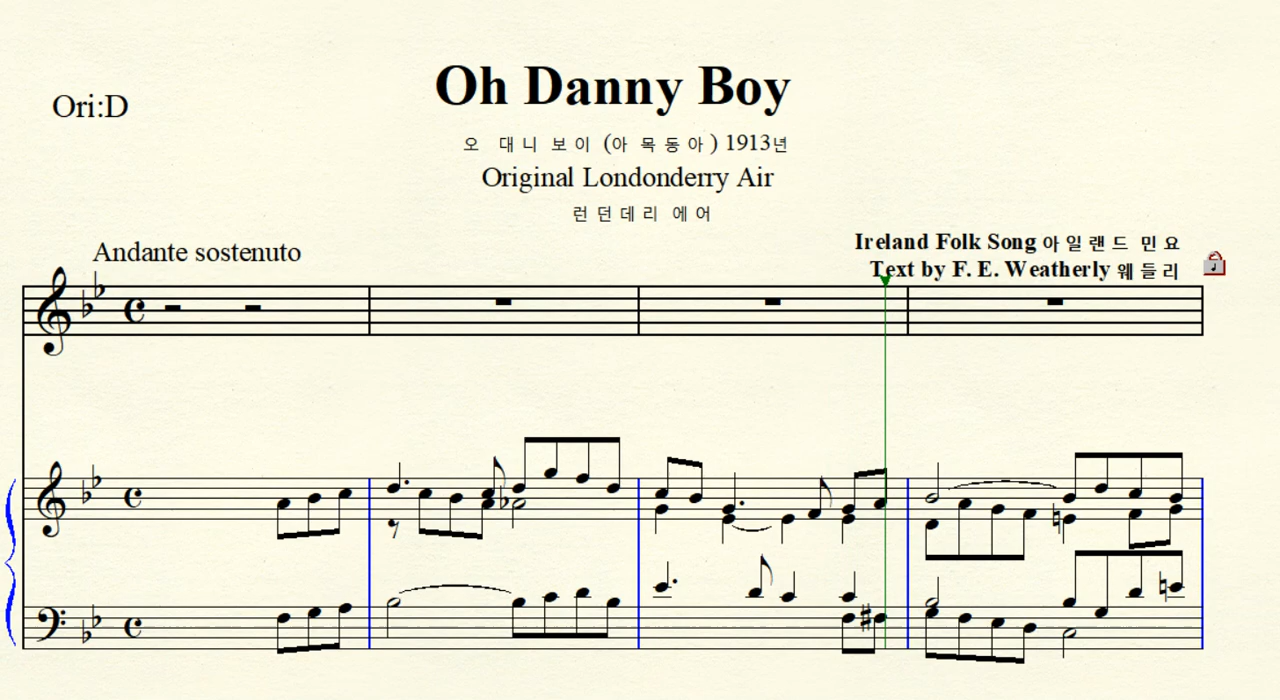 Oh Danny Boy
Ori:D
오 대니 보이 (아 목동아) 1913년
Original Londonderry Air
런던데리 에어
Andante sostenuto
Ireland Folk Song 아일랜드 민요
Text by F. E. Weatherly 웨들리